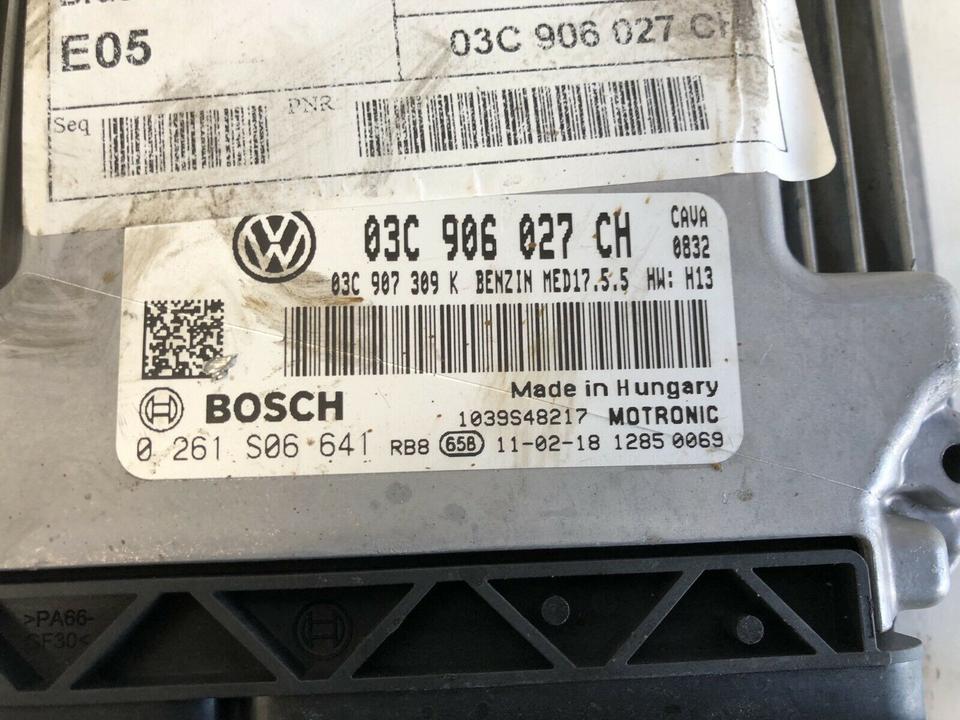 E05
03C 906 027 CH
Seq
PNR
03C 906 027 CH
CAVA
0832
03C 907 309 K BENZIN MED17.5.5 HW: H13
Made in Hungary
BOSCH
1039S48217 MOTRONIC
0 261 S06 641 RB8 65B 11-02-18 1285 0069
>PA66-
GF30<